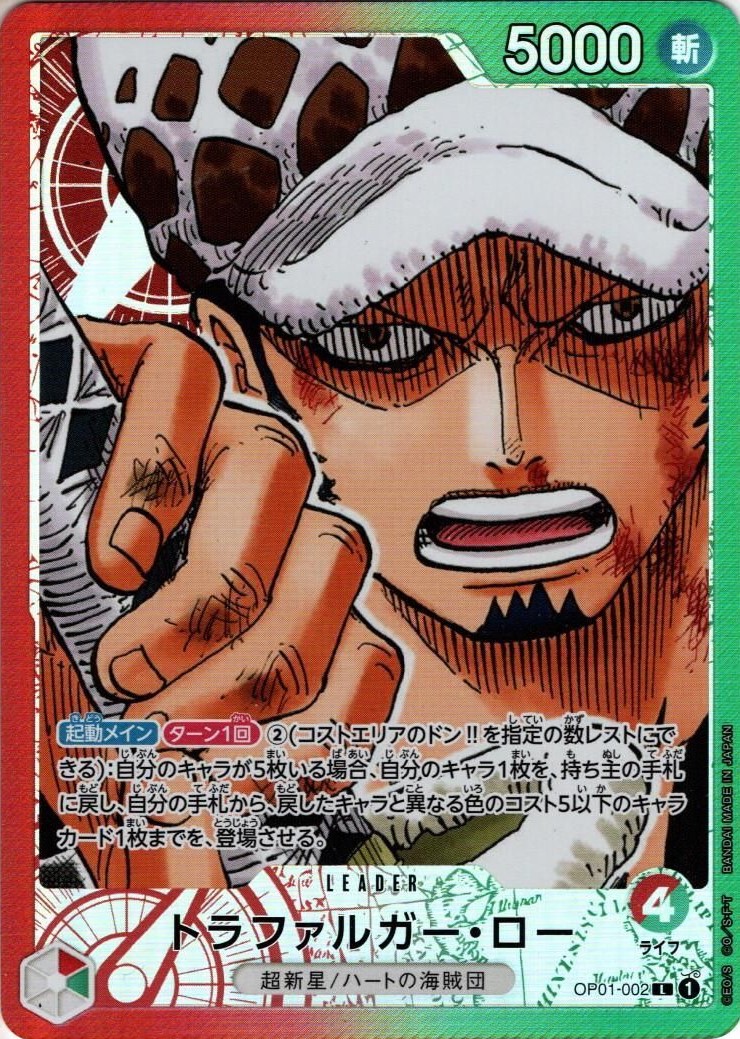 5000 斬
起動メイン ターン1回 ②(コストエリアのドン‼を指定の数レストにで
きる):自分のキャラが5枚いる場合、自分のキャラ1枚を、持ち主の手札
に戻し、自分の手札から、戻したキャラと異なる色のコスト5以下のキャラ
カード1枚までを、登場させる。
LEADER
トラファルガー・ロー
4
ライフ
超新星/ハートの海賊団
OP01-002 L 1
©E.O/S ©O/S･F･T BANDAI MADE IN JAPAN